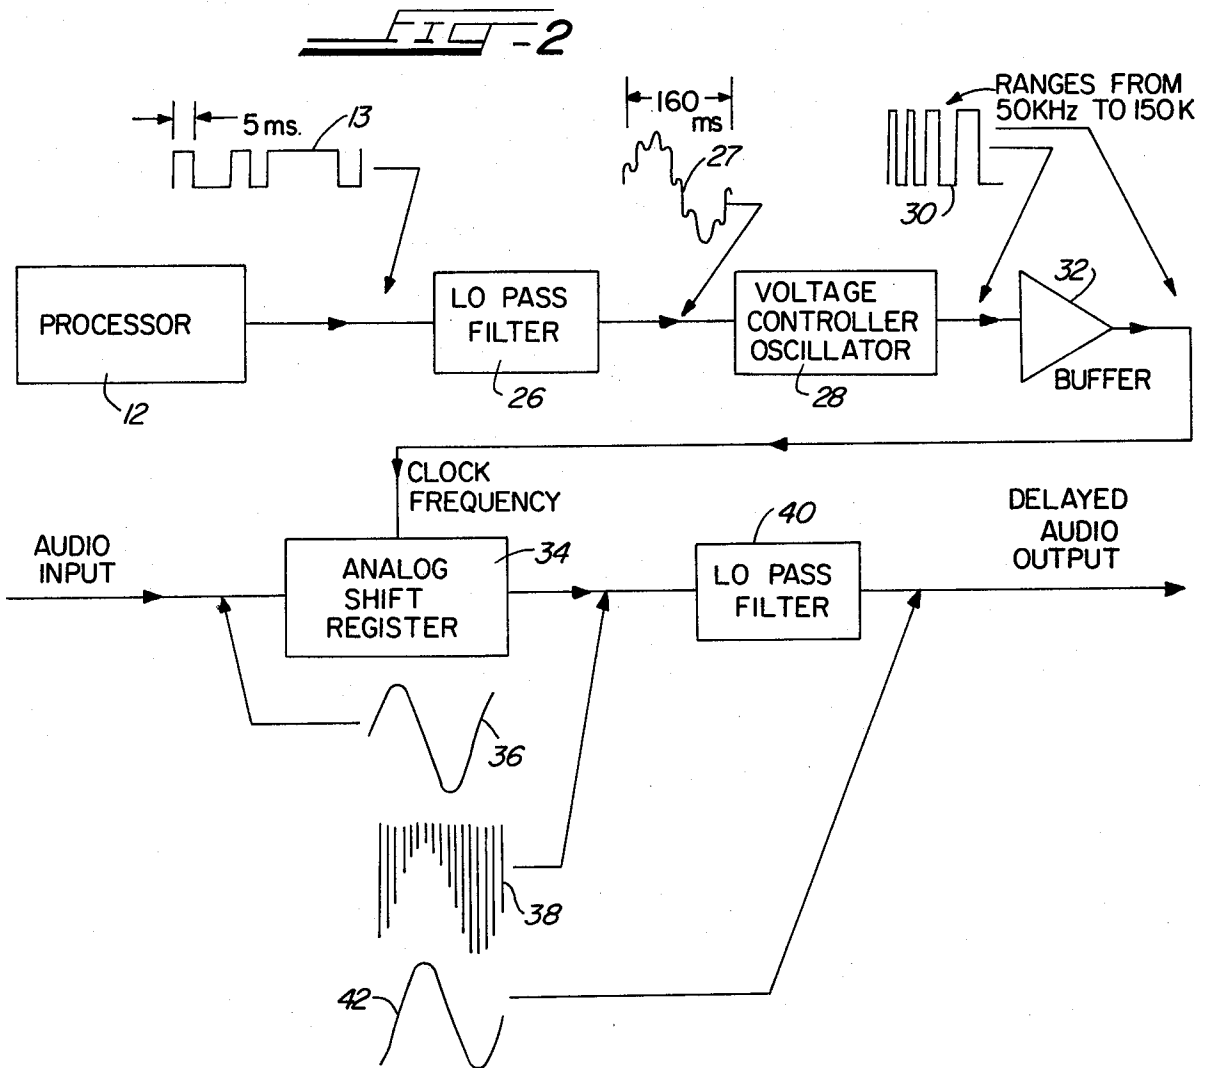 FIG-2
5 ms.
13
160
ms
27
RANGES FROM
50KHz TO 150K
30
PROCESSOR
12
LO PASS
FILTER
26
VOLTAGE
CONTROLLER
OSCILLATOR
28
32
BUFFER
CLOCK
FREQUENCY
AUDIO
INPUT
ANALOG
SHIFT
REGISTER
34
40
LO PASS
FILTER
DELAYED
AUDIO
OUTPUT
36
38
42